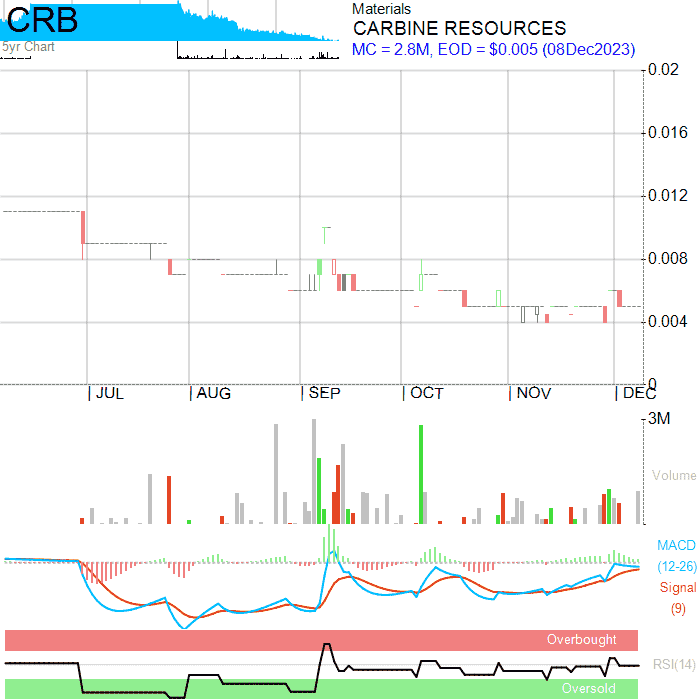 CRB
5yr Chart
Materials
CARBINE RESOURCES
MC = 2.8M, EOD = $0.005 (08Dec2023)
0.02
0.016
0.012
0.008
0.004
0
JUL AUG SEP OCT NOV DEC
3M
Volume
MACD
(12-26)
Signal
(9)
Overbought
RSI(14)
Oversold